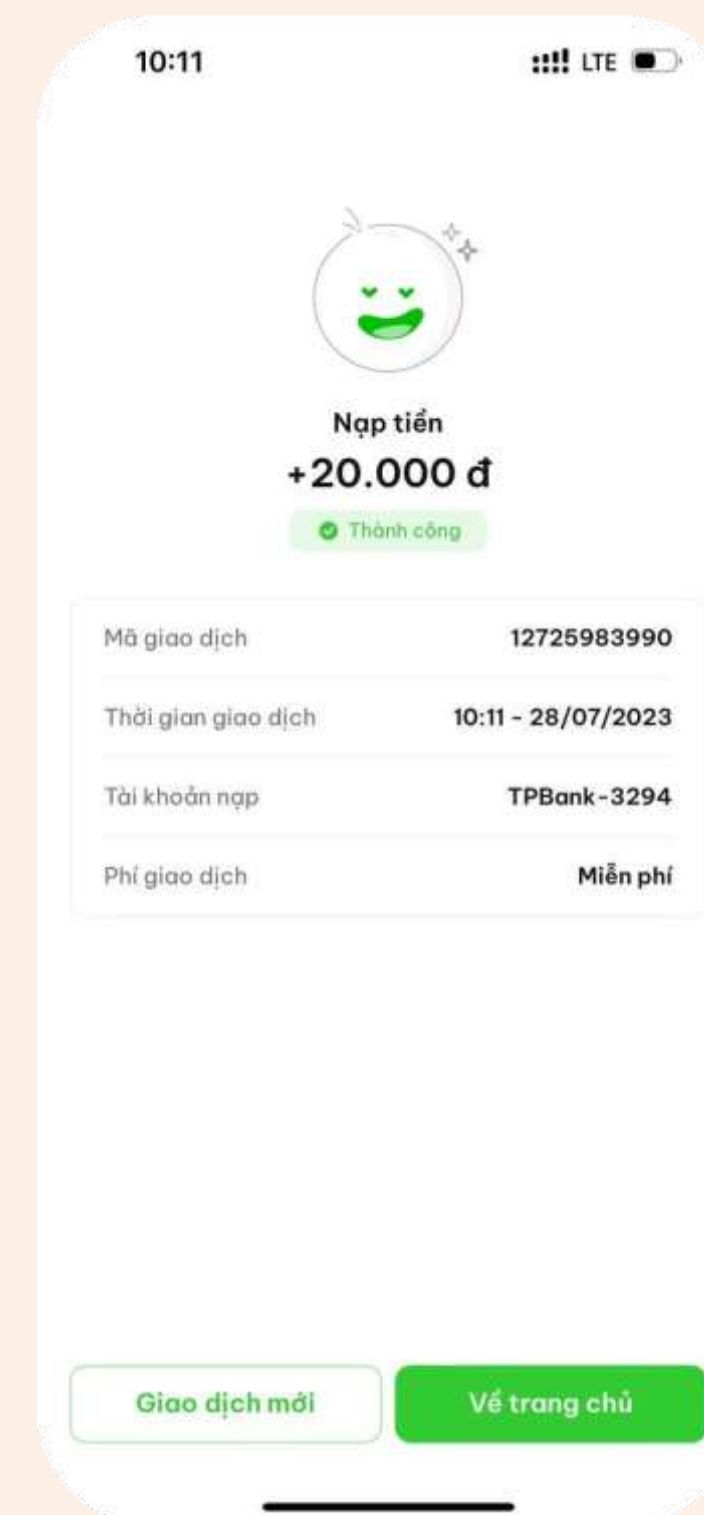 10:11 LTE
Nạp tiền
+20.000 đ
Thành công
Mã giao dịch 12725983990
Thời gian giao dịch 10:11 - 28/07/2023
Tài khoản nạp TPBank-3294
Phí giao dịch Miễn phí
Giao dịch mới Về trang chủ